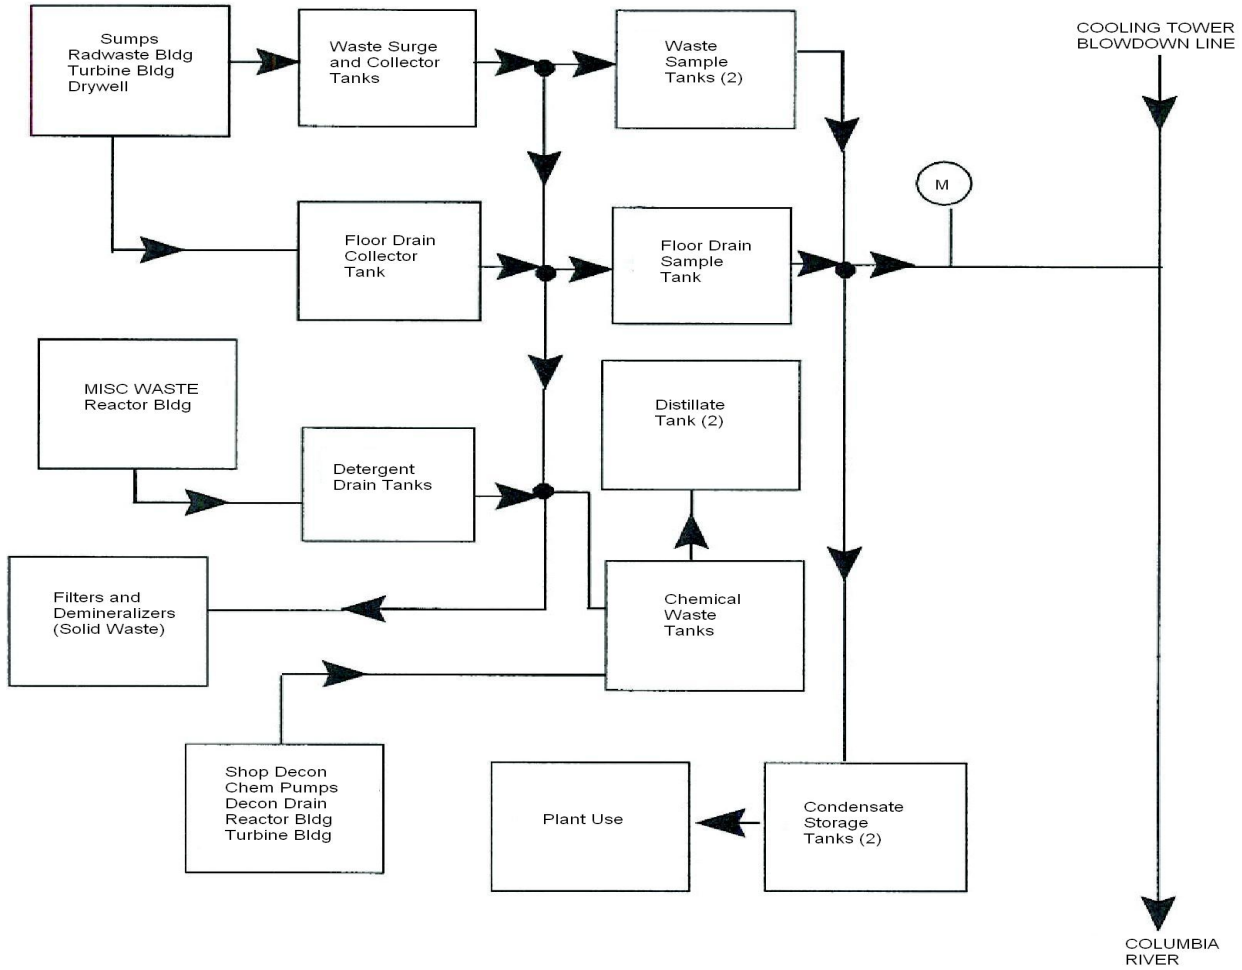 Sumps
Radwaste Bldg
Turbine Bldg
Drywell
Waste Surge
and Collector
Tanks
Waste
Sample
Tanks (2)
COOLING TOWER
BLOWDOWN LINE
M
Floor Drain
Collector
Tank
Floor Drain
Sample
Tank
MISC WASTE
Reactor Bldg
Distillate
Tank (2)
Detergent
Drain Tanks
Filters and
Demineralizers
(Solid Waste)
Chemical
Waste
Tanks
Shop Decon
Chem Pumps
Decon Drain
Reactor Bldg
Turbine Bldg
Plant Use
Condensate
Storage
Tanks (2)
COLUMBIA
RIVER